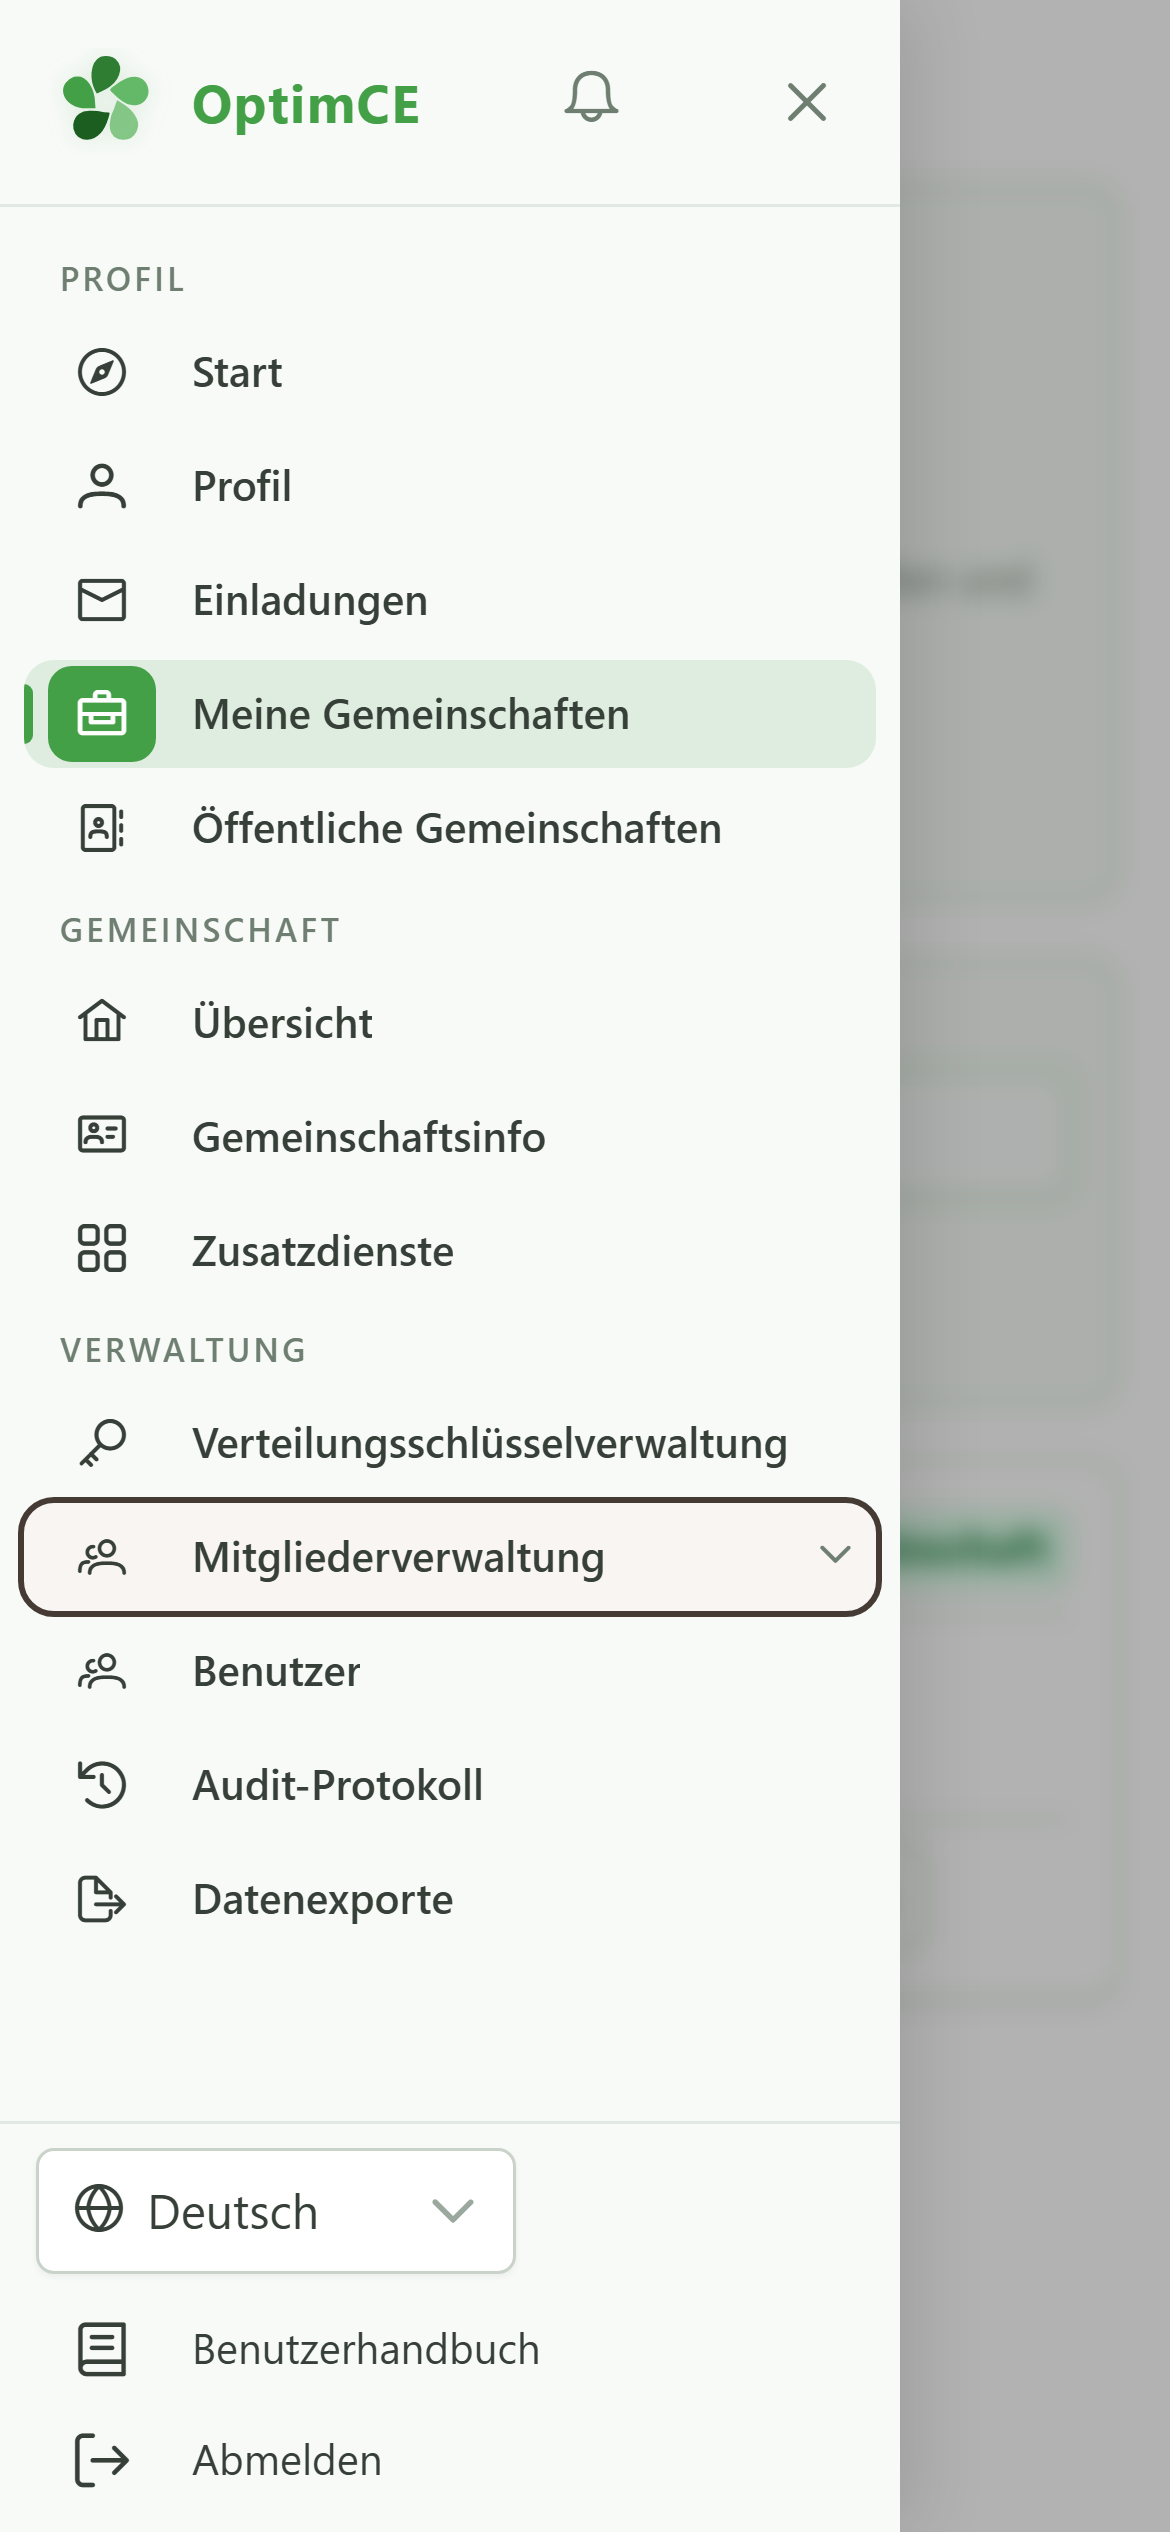 OptimCE
PROFIL
Start
Profil
Einladungen
Meine Gemeinschaften
Öffentliche Gemeinschaften
GEMEINSCHAFT
Übersicht
Gemeinschaftsinfo
Zusatzdienste
VERWALTUNG
Verteilungsschlüsselverwaltung
Mitgliederverwaltung
Benutzer
Audit-Protokoll
Datenexporte
Deutsch
Benutzerhandbuch
Abmelden